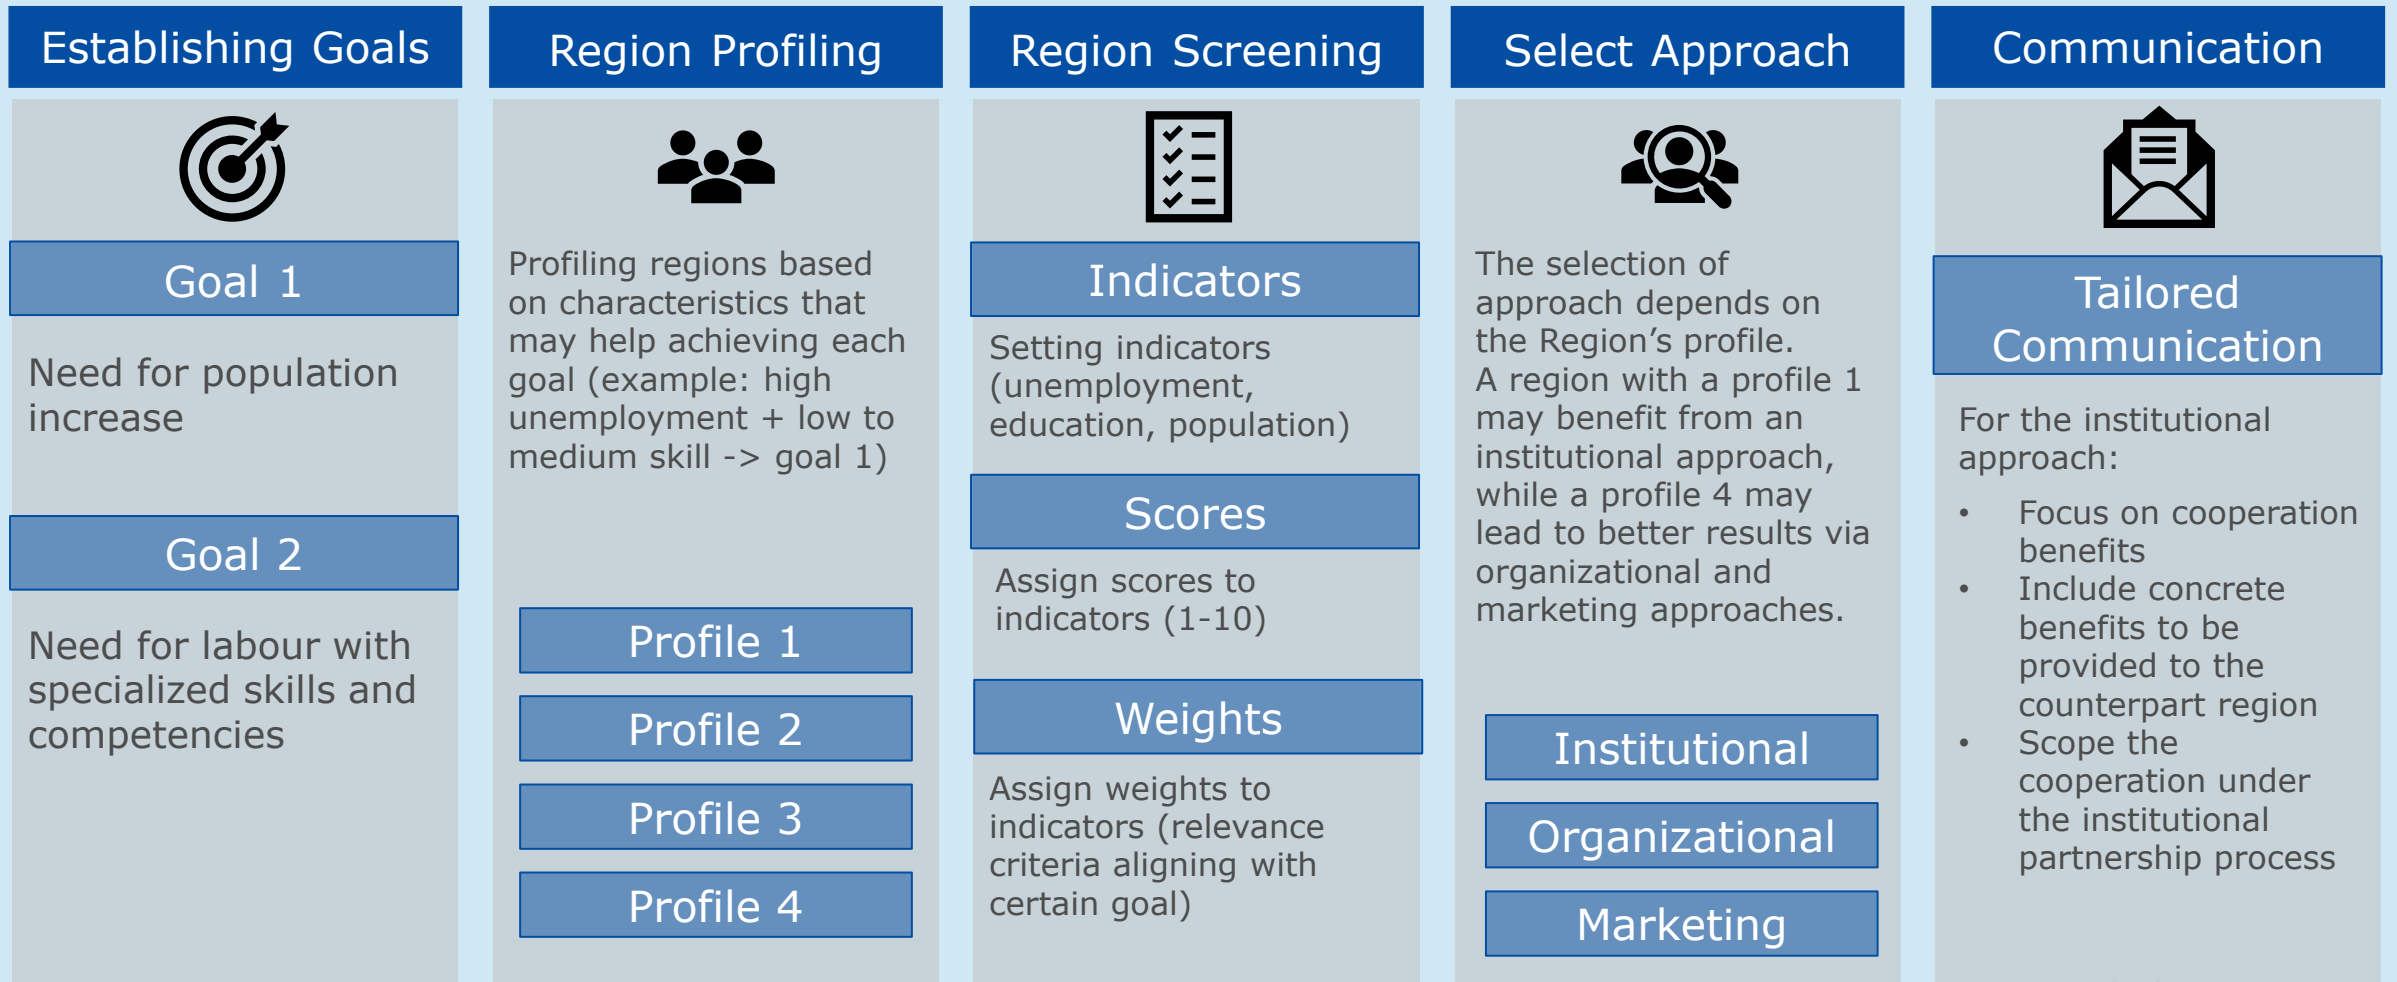 Establishing Goals
Goal 1
Need for population
increase
Goal 2
Need for labour with
specialized skills and
competencies
Region Profiling
Profiling regions based
on characteristics that
may help achieving each
goal (example: high
unemployment + low to
medium skill -> goal 1)
Profile 1
Profile 2
Profile 3
Profile 4
Region Screening
Indicators
Setting indicators
(unemployment,
education, population)
Scores
Assign scores to
indicators (1-10)
Weights
Assign weights to
indicators (relevance
criteria aligning with
certain goal)
Select Approach
The selection of
approach depends on
the Region’s profile.
A region with a profile 1
may benefit from an
institutional approach,
while a profile 4 may
lead to better results via
organizational and
marketing approaches.
Institutional
Organizational
Marketing
Communication
Tailored
Communication
For the institutional
approach:
• Focus on cooperation
benefits
• Include concrete
benefits to be
provided to the
counterpart region
• Scope the
cooperation under
the institutional
partnership process